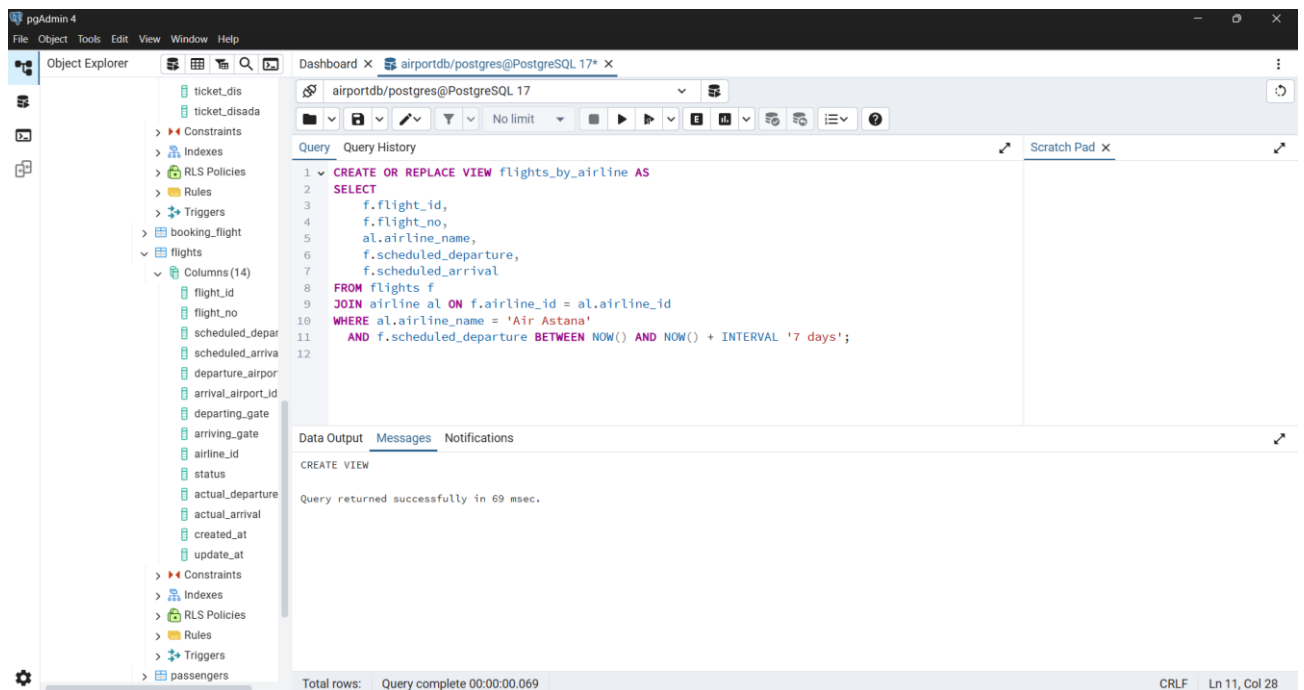 pgAdmin 4
File Object Tools Edit View Window Help
Object Explorer
Dashboard
airportdb/postgres@PostgreSQL 17*
airportdb/postgres@PostgreSQL 17
No limit
Query Query History
Scratch Pad
ticket_dis
ticket_disada
Constraints
Indexes
RLS Policies
Rules
Triggers
booking_flight
flights
Columns (14)
flight_id
flight_no
scheduled_depar
scheduled_arriva
departure_airpor
arrival_airport_id
departing_gate
arriving_gate
airline_id
status
actual_departure
actual_arrival
created_at
update_at
Constraints
Indexes
RLS Policies
Rules
Triggers
passengers
1 CREATE OR REPLACE VIEW flights_by_airline AS
2 SELECT
3 f.flight_id,
4 f.flight_no,
5 al.airline_name,
6 f.scheduled_departure,
7 f.scheduled_arrival
8 FROM flights f
9 JOIN airline al ON f.airline_id = al.airline_id
10 WHERE al.airline_name = 'Air Astana'
11 AND f.scheduled_departure BETWEEN NOW() AND NOW() + INTERVAL '7 days';
12
Data Output Messages Notifications
CREATE VIEW
Query returned successfully in 69 msec.
Total rows: Query complete 00:00:00.069
CRLF Ln 11, Col 28